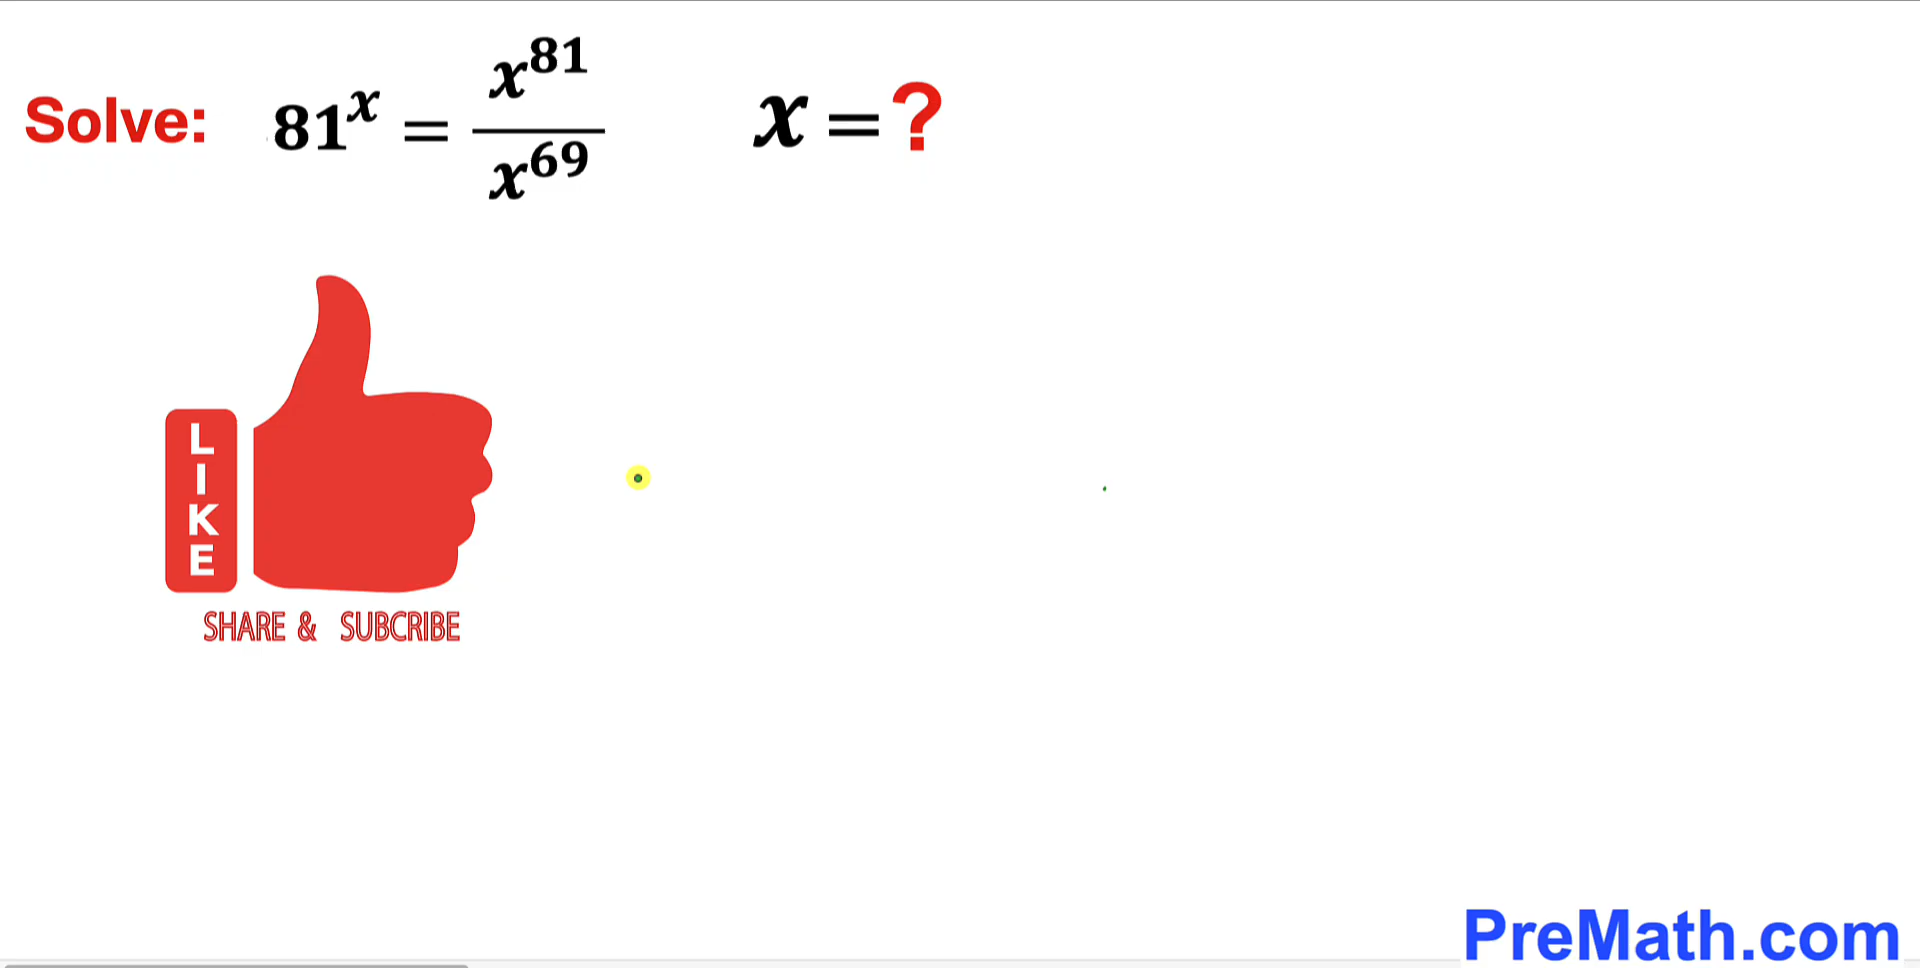 Solve: 81^x = x^81 / x^69 x = ?
L
I
K
E
SHARE & SUBCRIBE
PreMath.com